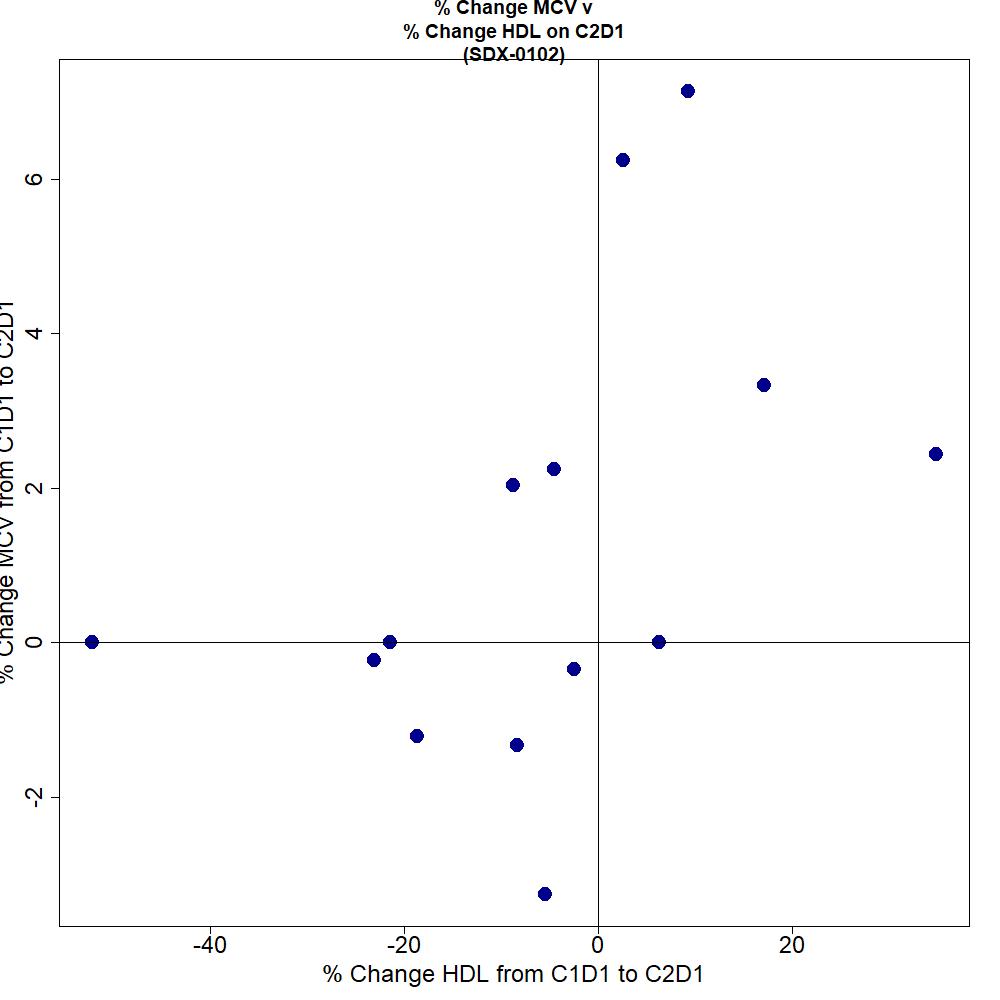 % Change MCV v
% Change HDL on C2D1
(SDX-0102)
% Change MCV from C1D1 to C2D1
6
4
2
0
-2
-40
-20
0
20
% Change HDL from C1D1 to C2D1